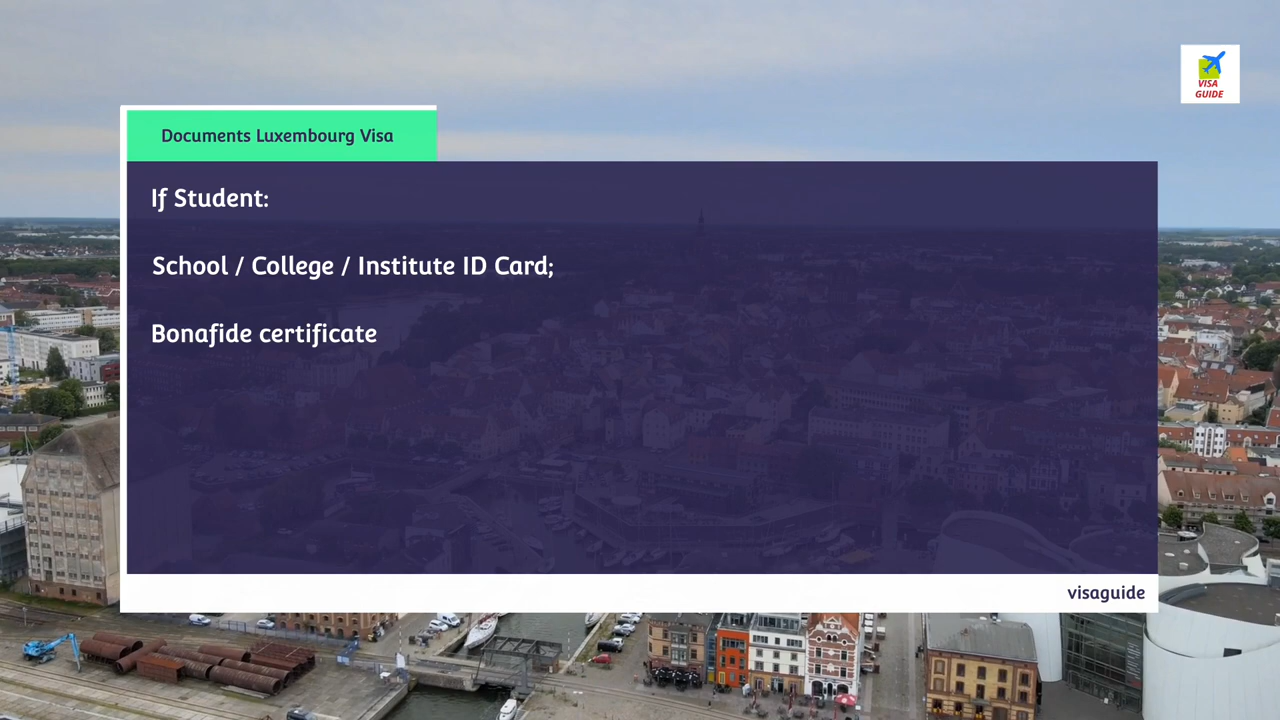 VISA
GUIDE
Documents Luxembourg Visa
If Student:
School / College / Institute ID Card;
Bonafide certificate
visaguide